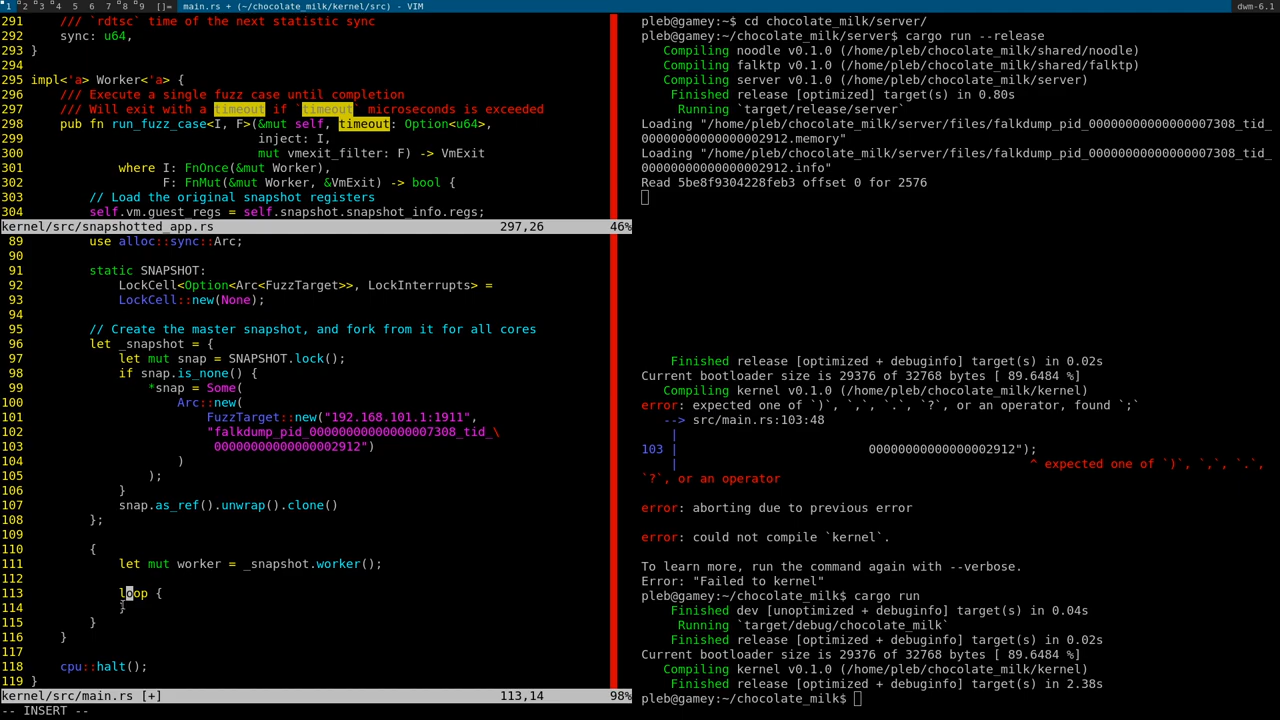 1 2 3 4 5 6 7 8 9 []= main.rs + (~/chocolate_milk/kernel/src) - VIM dwm-6.1
291 /// `rdtsc` time of the next statistic sync
292 sync: u64,
293 }
294
295 impl<'a> Worker<'a> {
296 /// Execute a single fuzz case until completion
297 /// Will exit with a timeout if `timeout` microseconds is exceeded
298 pub fn run_fuzz_case<I, F>(&mut self, timeout: Option<u64>,
299 inject: I,
300 mut vmexit_filter: F) -> VmExit
301 where I: FnOnce(&mut Worker),
302 F: FnMut(&mut Worker, &VmExit) -> bool {
303 // Load the original snapshot registers
304 self.vm.guest_regs = self.snapshot.snapshot_info.regs;
kernel/src/snapshotted_app.rs 297,26 46%
89 use alloc::sync::Arc;
90
91 static SNAPSHOT:
92 LockCell<Option<Arc<FuzzTarget>>, LockInterrupts> =
93 LockCell::new(None);
94
95 // Create the master snapshot, and fork from it for all cores
96 let _snapshot = {
97 let mut snap = SNAPSHOT.lock();
98 if snap.is_none() {
99 *snap = Some(
100 Arc::new(
101 FuzzTarget::new("192.168.101.1:1911",
102 "falkdump_pid_00000000000000007308_tid_\
103 00000000000000002912")
104 )
105 );
106 }
107 snap.as_ref().unwrap().clone()
108 };
109
110 {
111 let mut worker = _snapshot.worker();
112
113 loop {
114 }
115 }
116 }
117
118 cpu::halt();
119 }
kernel/src/main.rs [+] 113,14 98%
-- INSERT --
pleb@gamey:~$ cd chocolate_milk/server/
pleb@gamey:~/chocolate_milk/server$ cargo run --release
Compiling noodle v0.1.0 (/home/pleb/chocolate_milk/shared/noodle)
Compiling falktp v0.1.0 (/home/pleb/chocolate_milk/shared/falktp)
Compiling server v0.1.0 (/home/pleb/chocolate_milk/server)
Finished release [optimized] target(s) in 0.80s
Running `target/release/server`
Loading "/home/pleb/chocolate_milk/server/files/falkdump_pid_00000000000000007308_tid_
00000000000000002912.memory"
Loading "/home/pleb/chocolate_milk/server/files/falkdump_pid_00000000000000007308_tid_
00000000000000002912.info"
Read 5be8f9304228feb3 offset 0 for 2576
Finished release [optimized + debuginfo] target(s) in 0.02s
Current bootloader size is 29376 of 32768 bytes [ 89.6484 %]
Compiling kernel v0.1.0 (/home/pleb/chocolate_milk/kernel)
error: expected one of `)`, `,`, `.`, `?`, or an operator, found `;`
--> src/main.rs:103:48
|
103 | 00000000000000002912");
| ^ expected one of `)`, `,`, `.`,
`?`, or an operator
error: aborting due to previous error
error: could not compile `kernel`.
To learn more, run the command again with --verbose.
Error: "Failed to kernel"
pleb@gamey:~/chocolate_milk$ cargo run
Finished dev [unoptimized + debuginfo] target(s) in 0.04s
Running `target/debug/chocolate_milk`
Finished release [optimized + debuginfo] target(s) in 0.02s
Current bootloader size is 29376 of 32768 bytes [ 89.6484 %]
Compiling kernel v0.1.0 (/home/pleb/chocolate_milk/kernel)
Finished release [optimized + debuginfo] target(s) in 2.38s
pleb@gamey:~/chocolate_milk$